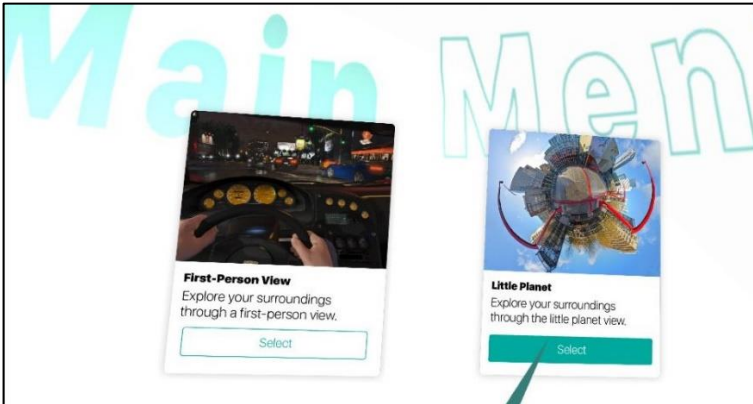 Main Men
First-Person View
Explore your surroundings
through a first-person view.
Select
Little Planet
Explore your surroundings
through the little planet view.
Select